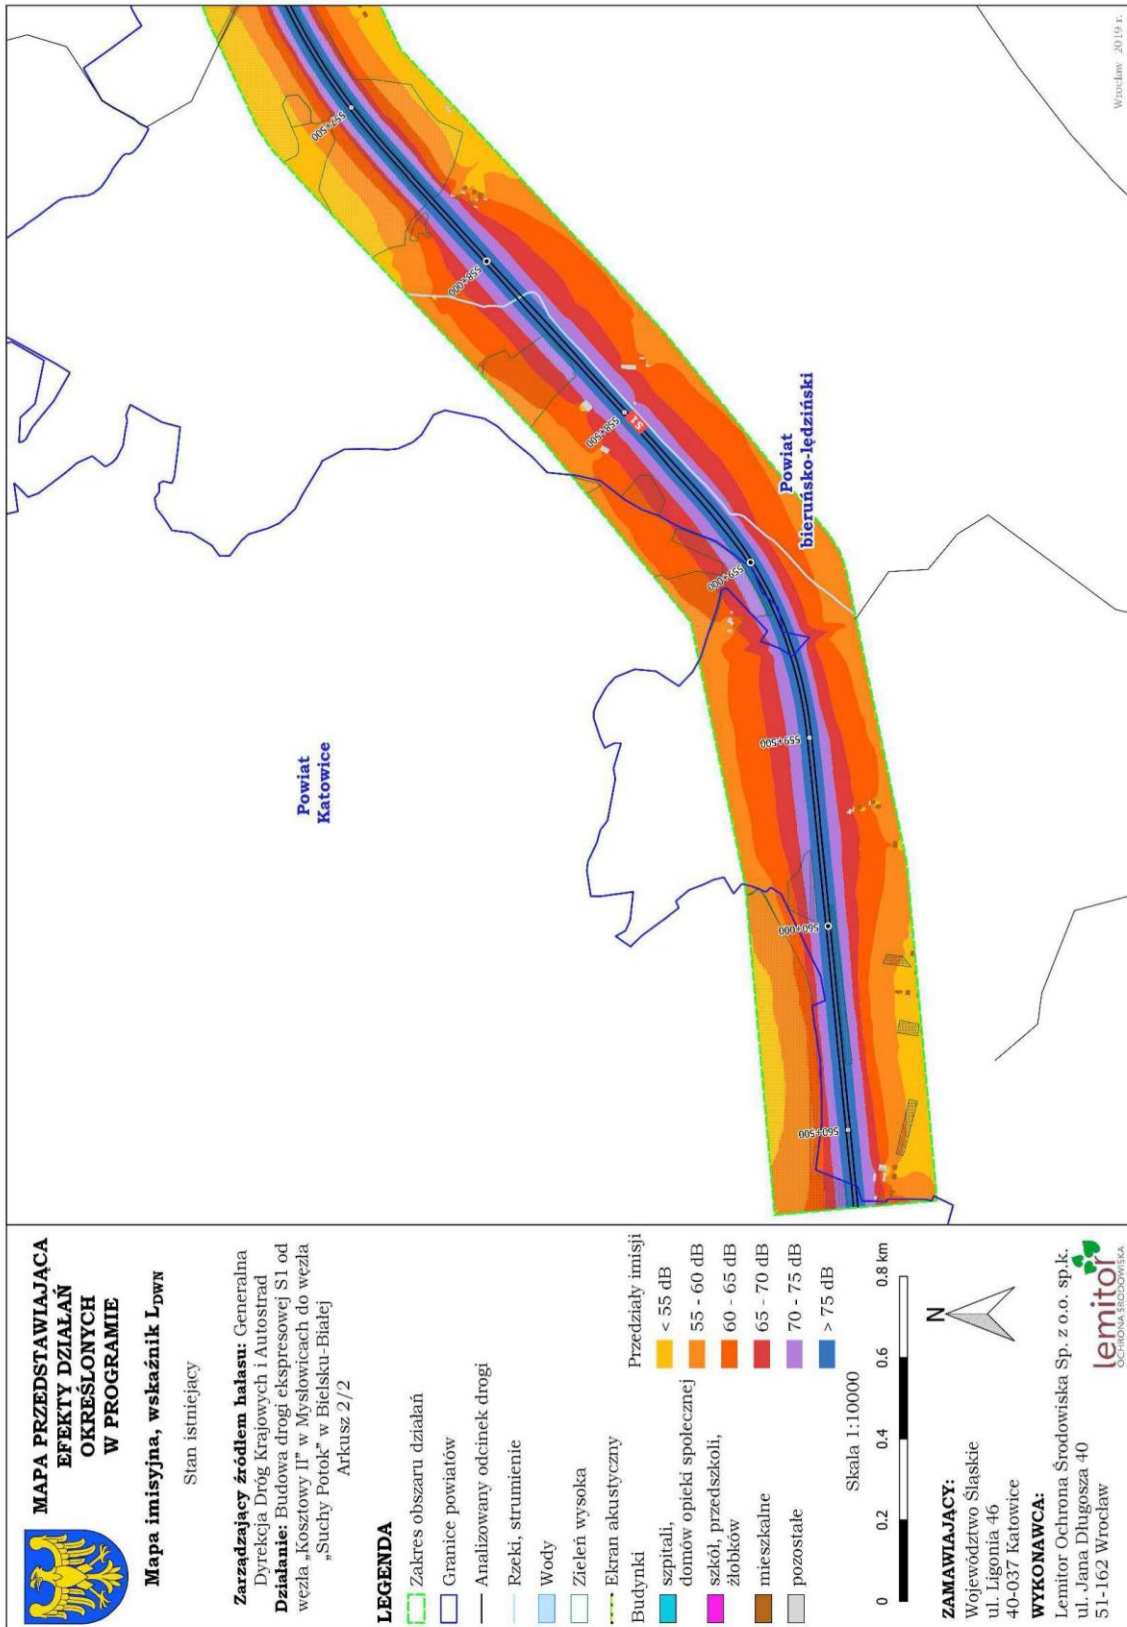 MAPA PRZEDSTAWIAJĄCA
EFEKTY DZIAŁAŃ
OKREŚLONYCH
W PROGRAMIE
Mapa imisyjna, wskaźnik LDWN
Stan istniejący
Zarządzający źródłem hałasu: Generalna
Dyrekcja Dróg Krajowych i Autostrad
Działanie: Budowa drogi ekspresowej S1 od
węzła „Kosztowy II" w Mysłowicach do węzła
„Suchy Potok" w Bielsku-Białej
Arkusz 2/2
LEGENDA
Zakres obszaru działań
Granice powiatów
Analizowany odcinek drogi
Rzeki, strumienie
Wody
Zieleń wysoka
Ekran akustyczny
Budynki
szpitali,
domów opieki społecznej
szkół, przedszkoli,
żłobków
mieszkalne
pozostałe
Przedziały imisji
< 55 dB
55 - 60 dB
60 - 65 dB
65 - 70 dB
70 - 75 dB
> 75 dB
Skala 1:10000
0 0.2 0.4 0.6 0.8 km
N
ZAMAWIAJĄCY:
Województwo Śląskie
ul. Ligonia 46
40-037 Katowice
WYKONAWCA:
Lemitor Ochrona Środowiska Sp. z o.o. sp.k.
ul. Jana Długosza 40
51-162 Wrocław
lemitor
OCHRONA ŚRODOWISKA
Powiat
Katowice
Powiat
bieruńsko-lędziński
557+500
558+000
558+500
S1
559+000
559+500
560+000
560+500
Wrocław 2019 r.